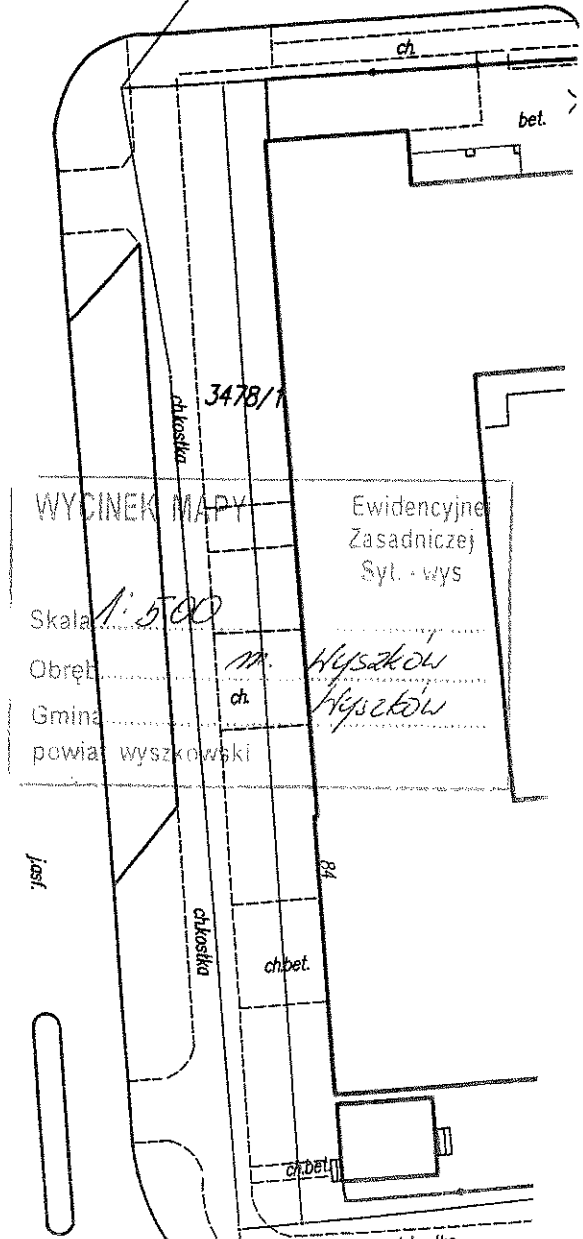 ch.
bet.
3478/1
ch.kostka
WYCINEK MAPY
Ewidencyjnej
Zasadniczej
Syt. - wys
Skala 1:500
Obręb m. Wyszków
Gmina Wyszków
ch.
powiat wyszkowski
jasf.
84
ch.kostka
ch.bet.
ch.bet.